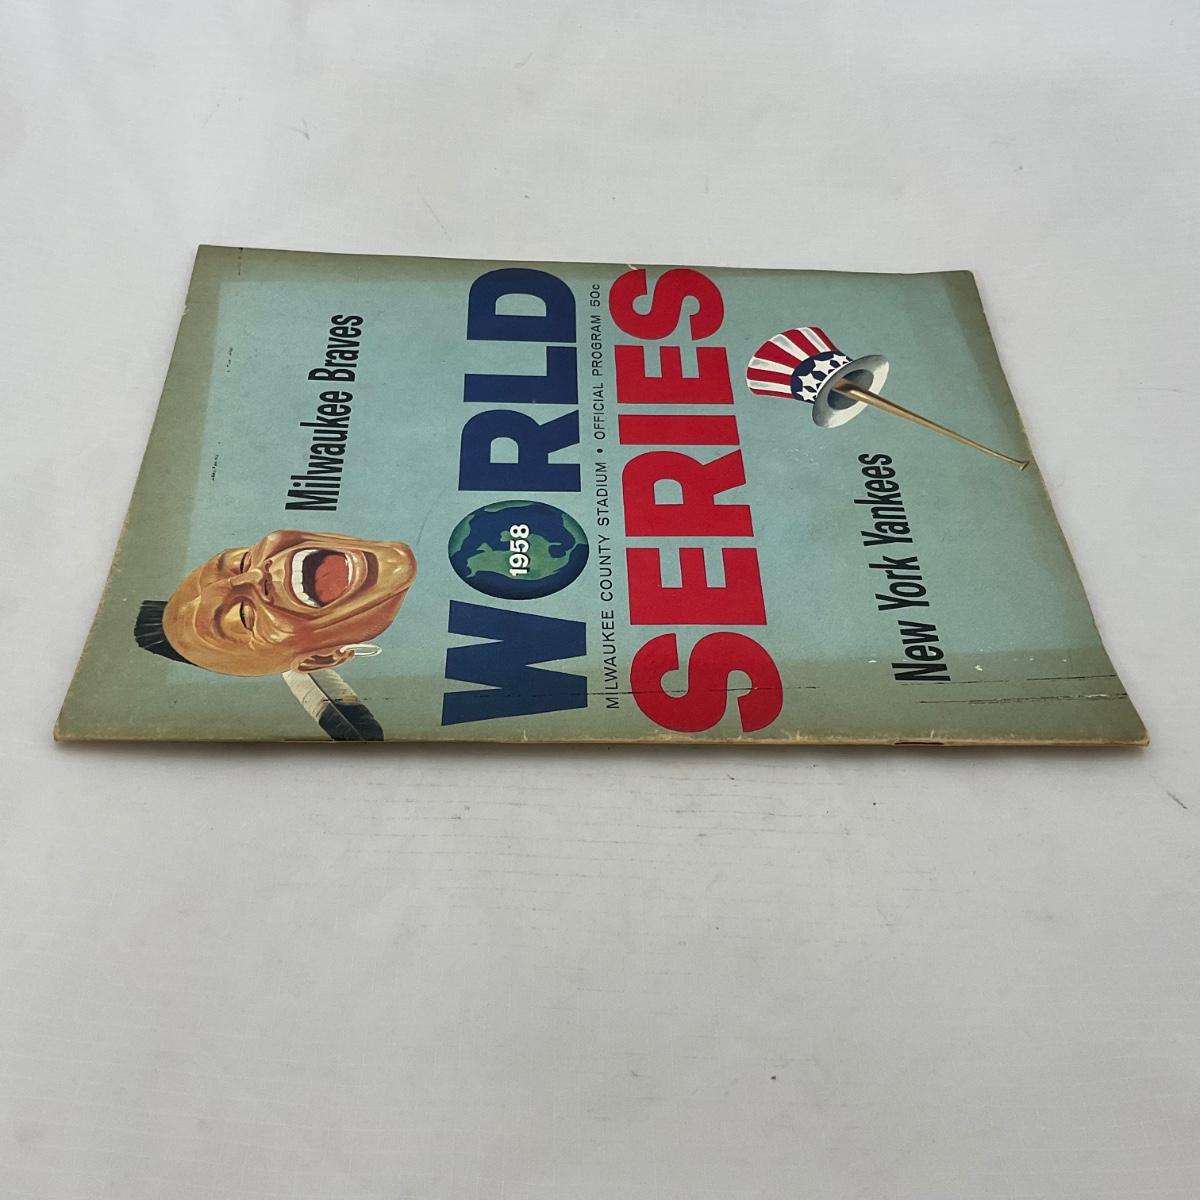 Milwaukee Braves
WORLD
1958
MILWAUKEE COUNTY STADIUM • OFFICIAL PROGRAM 50c
SERIES
New York Yankees